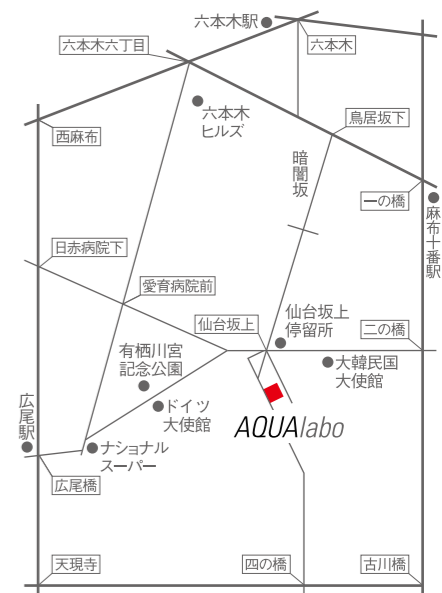 六本木駅
六本木六丁目
六本木
六本木
ヒルズ
鳥居坂下
西麻布
暗闇坂
一の橋
麻布十番駅
日赤病院下
愛育病院前
仙台坂上
仙台坂上
停留所
二の橋
有栖川宮
記念公園
大韓民国
大使館
広尾駅
ドイツ
大使館
AQUAlabo
ナショナル
スーパー
広尾橋
天現寺
四の橋
古川橋